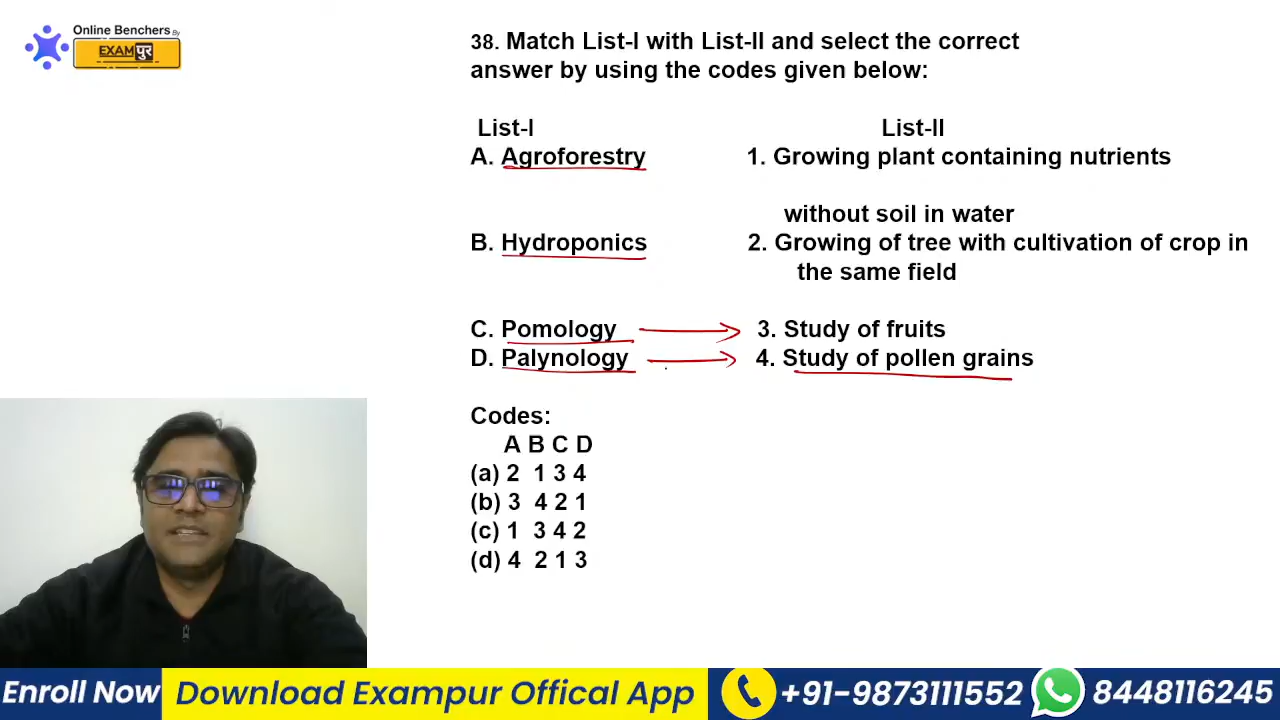 Online Benchers By
EXAMपुर
38. Match List-I with List-II and select the correct
answer by using the codes given below:
List-I List-II
A. Agroforestry 1. Growing plant containing nutrients
without soil in water
B. Hydroponics 2. Growing of tree with cultivation of crop in
the same field
C. Pomology 3. Study of fruits
D. Palynology 4. Study of pollen grains
Codes:
A B C D
(a) 2 1 3 4
(b) 3 4 2 1
(c) 1 3 4 2
(d) 4 2 1 3
Enroll Now Download Exampur Offical App +91-9873111552 8448116245